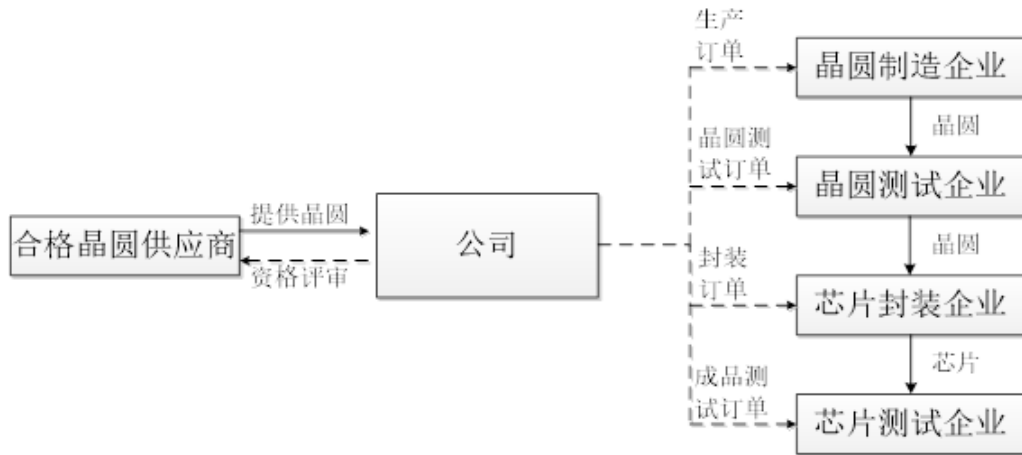 生产
订单
晶圆制造企业
晶圆
晶圆测
试订单
晶圆测试企业
提供晶圆
合格晶圆供应商
公司
资格评审
晶圆
封装
订单
芯片封装企业
芯片
成品测
试订单
芯片测试企业